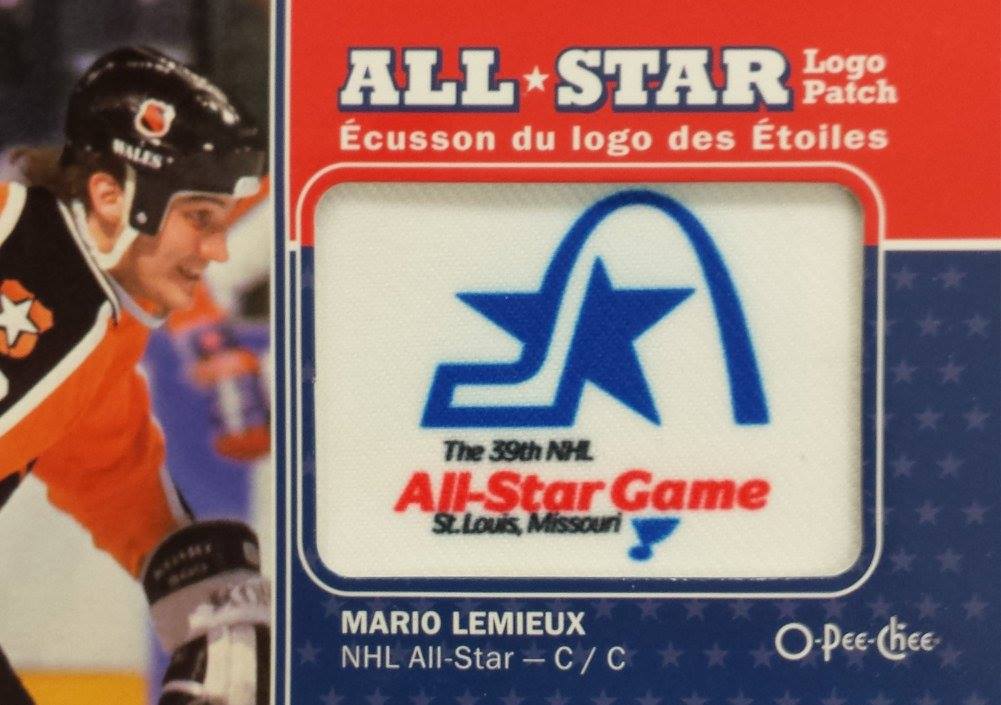 ALL★STAR Logo Patch
Écusson du logo des Étoiles
WALES
The 39th NHL
All-Star Game
St. Louis, Missouri
MARIO LEMIEUX
NHL All-Star – C / C
O-Pee-Chee